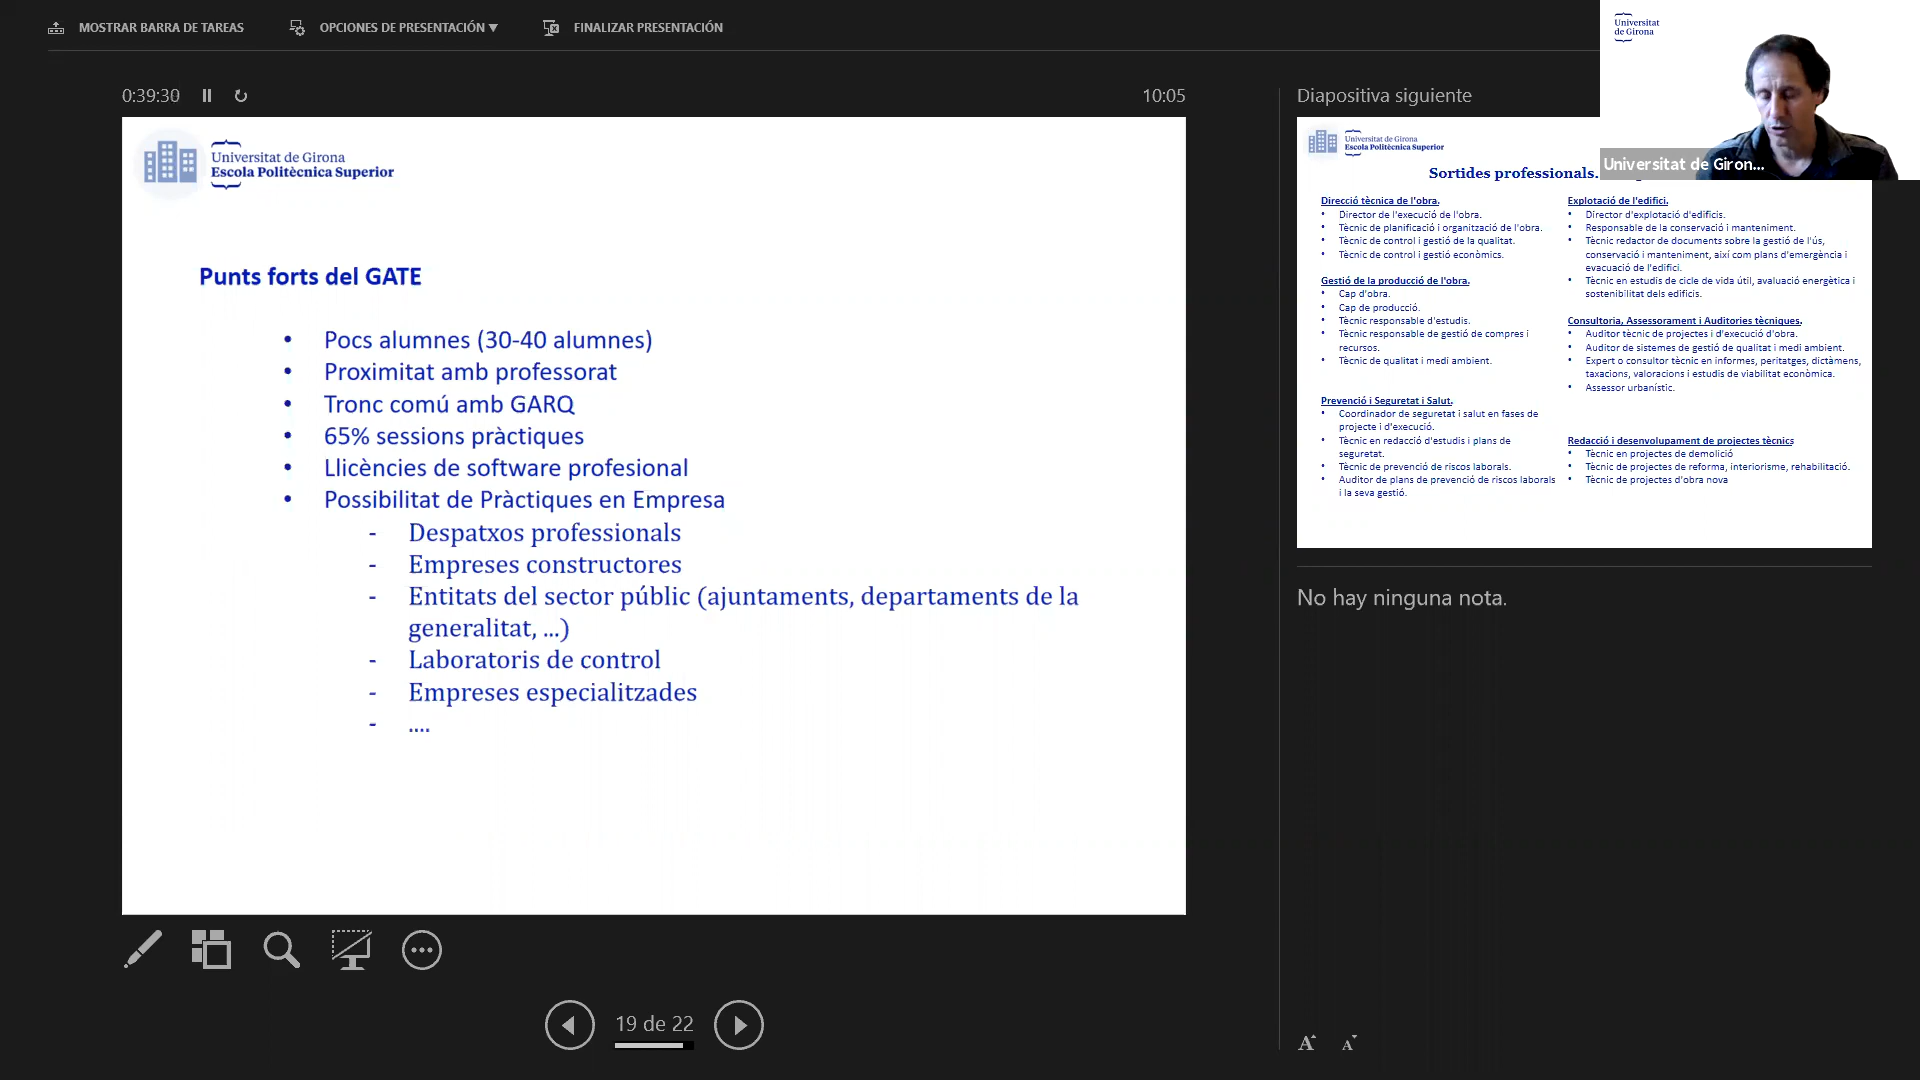 MOSTRAR BARRA DE TAREAS
OPCIONES DE PRESENTACIÓN ▼
FINALIZAR PRESENTACIÓN
Universitat
de Girona
Universitat de Giron...
0:39:30
10:05
Universitat de Girona
Escola Politècnica Superior
Punts forts del GATE
• Pocs alumnes (30-40 alumnes)
• Proximitat amb professorat
• Tronc comú amb GARQ
• 65% sessions pràctiques
• Llicències de software profesional
• Possibilitat de Pràctiques en Empresa
- Despatxos professionals
- Empreses constructores
- Entitats del sector públic (ajuntaments, departaments de la
generalitat, ...)
- Laboratoris de control
- Empreses especialitzades
- ....
19 de 22
Diapositiva siguiente
Universitat de Girona
Escola Politècnica Superior
Sortides professionals.
Direcció tècnica de l'obra.
• Director de l'execució de l'obra.
• Tècnic de planificació i organització de l'obra.
• Tècnic de control i gestió de la qualitat.
• Tècnic de control i gestió econòmics.
Gestió de la producció de l'obra.
• Cap d'obra.
• Cap de producció.
• Tècnic responsable d'estudis.
• Tècnic responsable de gestió de compres i
recursos.
• Tècnic de qualitat i medi ambient.
Prevenció i Seguretat i Salut.
• Coordinador de seguretat i salut en fases de
projecte i d'execució.
• Tècnic en redacció d'estudis i plans de
seguretat.
• Tècnic de prevenció de riscos laborals.
• Auditor de plans de prevenció de riscos laborals
i la seva gestió.
Explotació de l'edifici.
• Director d'explotació d'edificis.
• Responsable de la conservació i manteniment.
• Tècnic redactor de documents sobre la gestió de l'ús,
conservació i manteniment, així com plans d'emergència i
evacuació de l'edifici.
• Tècnic en estudis de cicle de vida útil, avaluació energètica i
sostenibilitat dels edificis.
Consultoria, Assessorament i Auditories tècniques.
• Auditor tècnic de projectes i d'execució d'obra.
• Auditor de sistemes de gestió de qualitat i medi ambient.
• Expert o consultor tècnic en informes, peritatges, dictàmens,
taxacions, valoracions i estudis de viabilitat econòmica.
• Assessor urbanístic.
Redacció i desenvolupament de projectes tècnics
• Tècnic en projectes de demolició
• Tècnic de projectes de reforma, interiorisme, rehabilitació.
• Tècnic de projectes d'obra nova
No hay ninguna nota.
A A